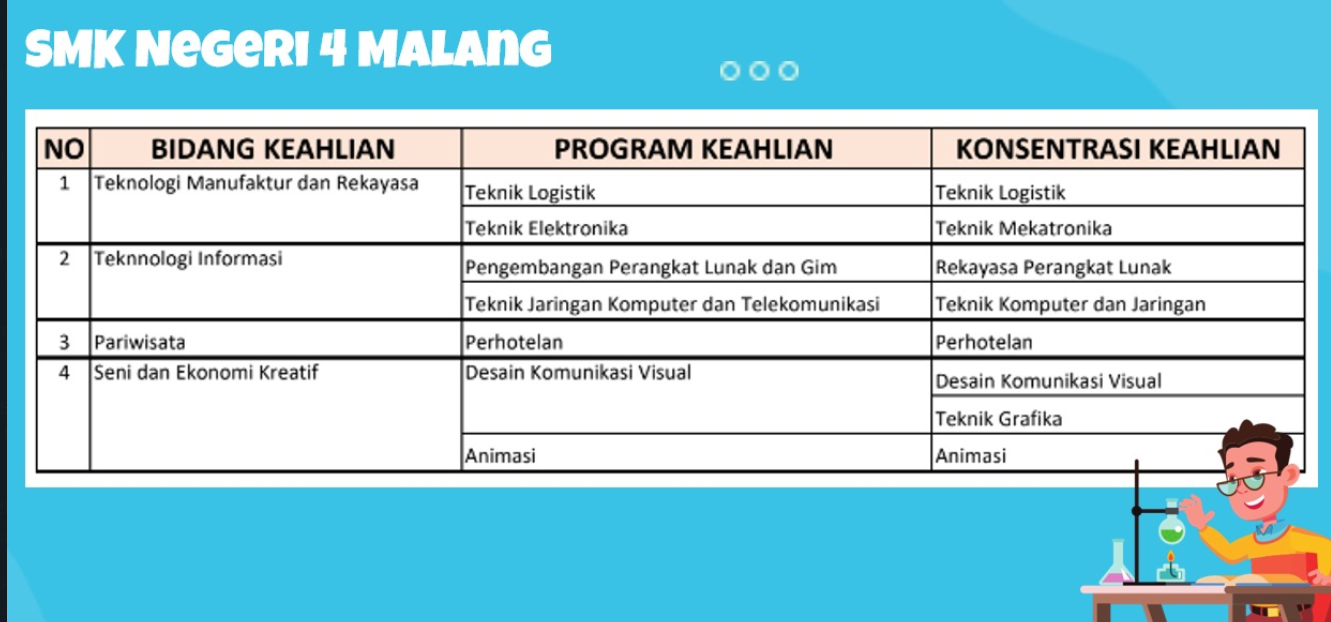 SMK Negeri 4 Malang
NO BIDANG KEAHLIAN PROGRAM KEAHLIAN KONSENTRASI KEAHLIAN
1 Teknologi Manufaktur dan Rekayasa Teknik Logistik Teknik Logistik
Teknik Elektronika Teknik Mekatronika
2 Teknnologi Informasi Pengembangan Perangkat Lunak dan Gim Rekayasa Perangkat Lunak
Teknik Jaringan Komputer dan Telekomunikasi Teknik Komputer dan Jaringan
3 Pariwisata Perhotelan Perhotelan
4 Seni dan Ekonomi Kreatif Desain Komunikasi Visual Desain Komunikasi Visual
Teknik Grafika
Animasi Animasi